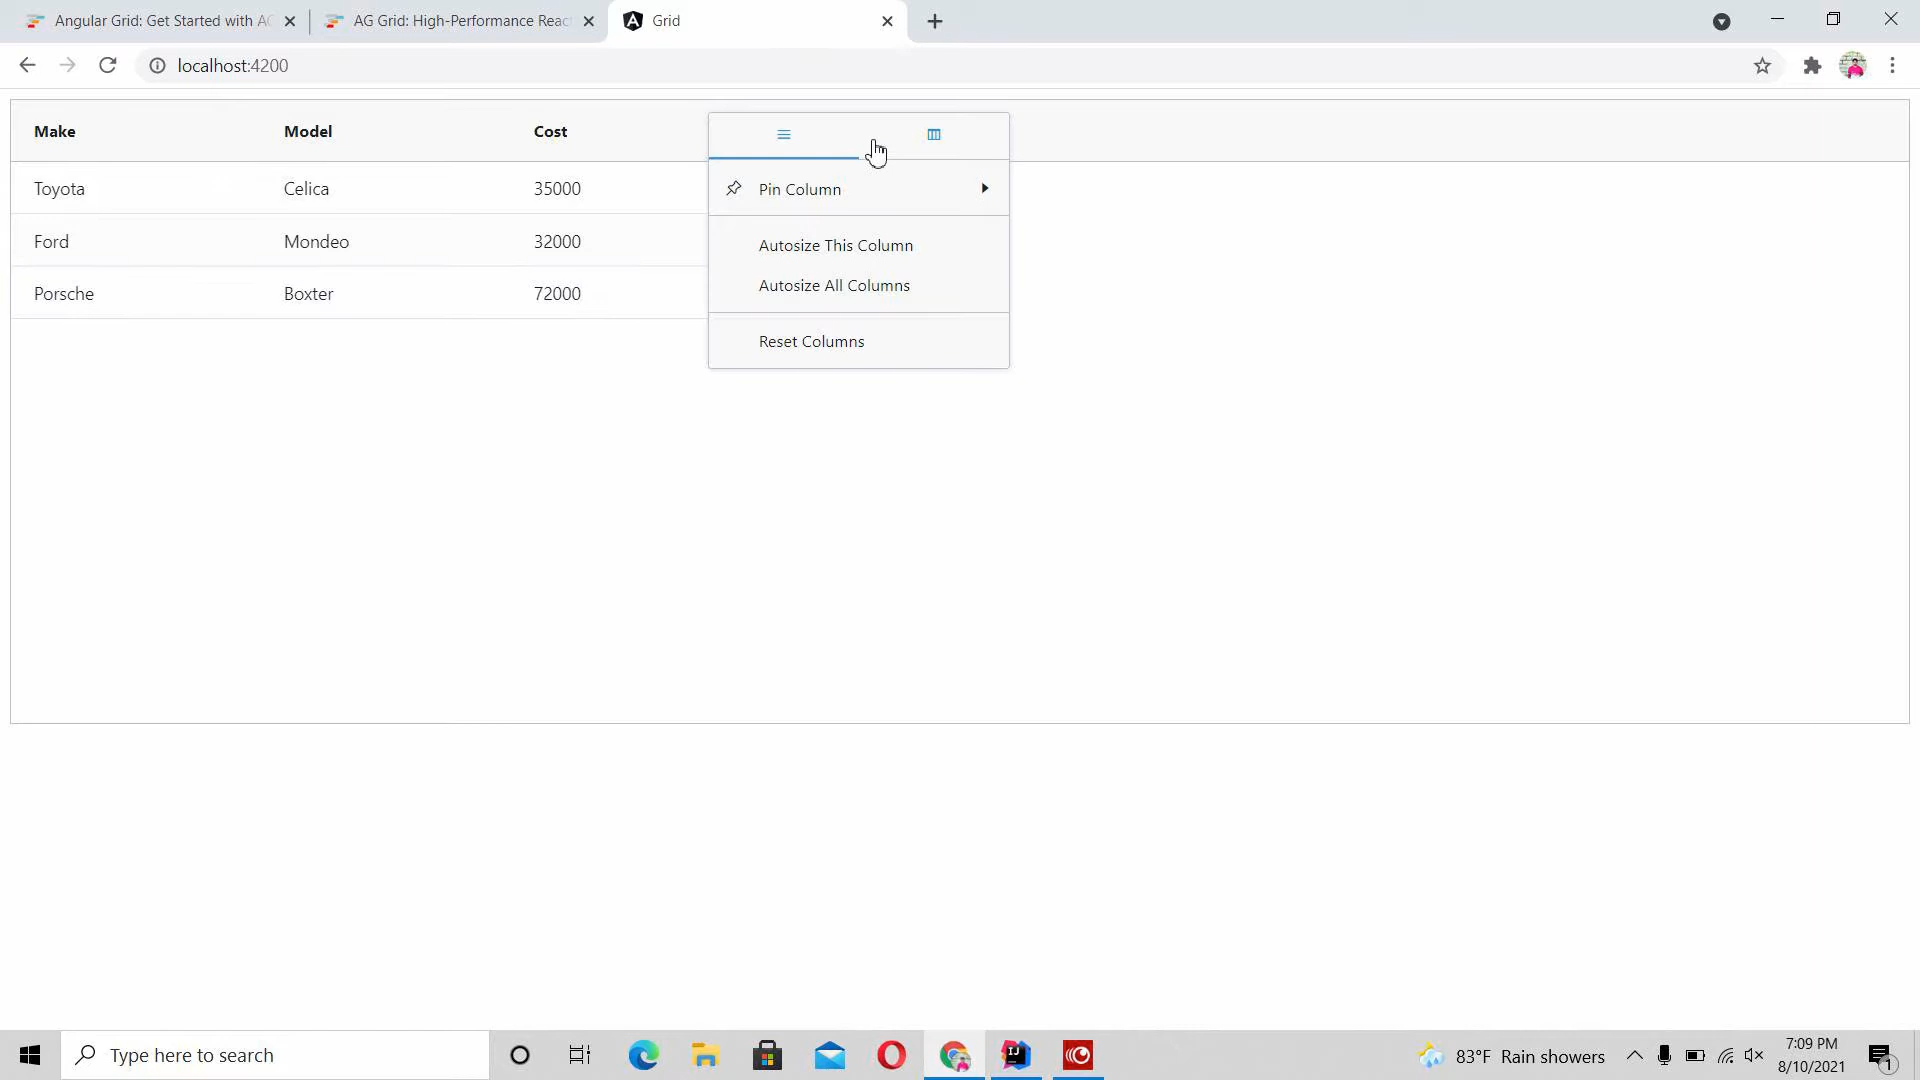 Angular Grid: Get Started with AG
AG Grid: High-Performance Reac
Grid
localhost:4200
Make Model Cost
Toyota Celica 35000
Ford Mondeo 32000
Porsche Boxter 72000
Pin Column
Autosize This Column
Autosize All Columns
Reset Columns
Type here to search
83°F Rain showers
7:09 PM
8/10/2021
1